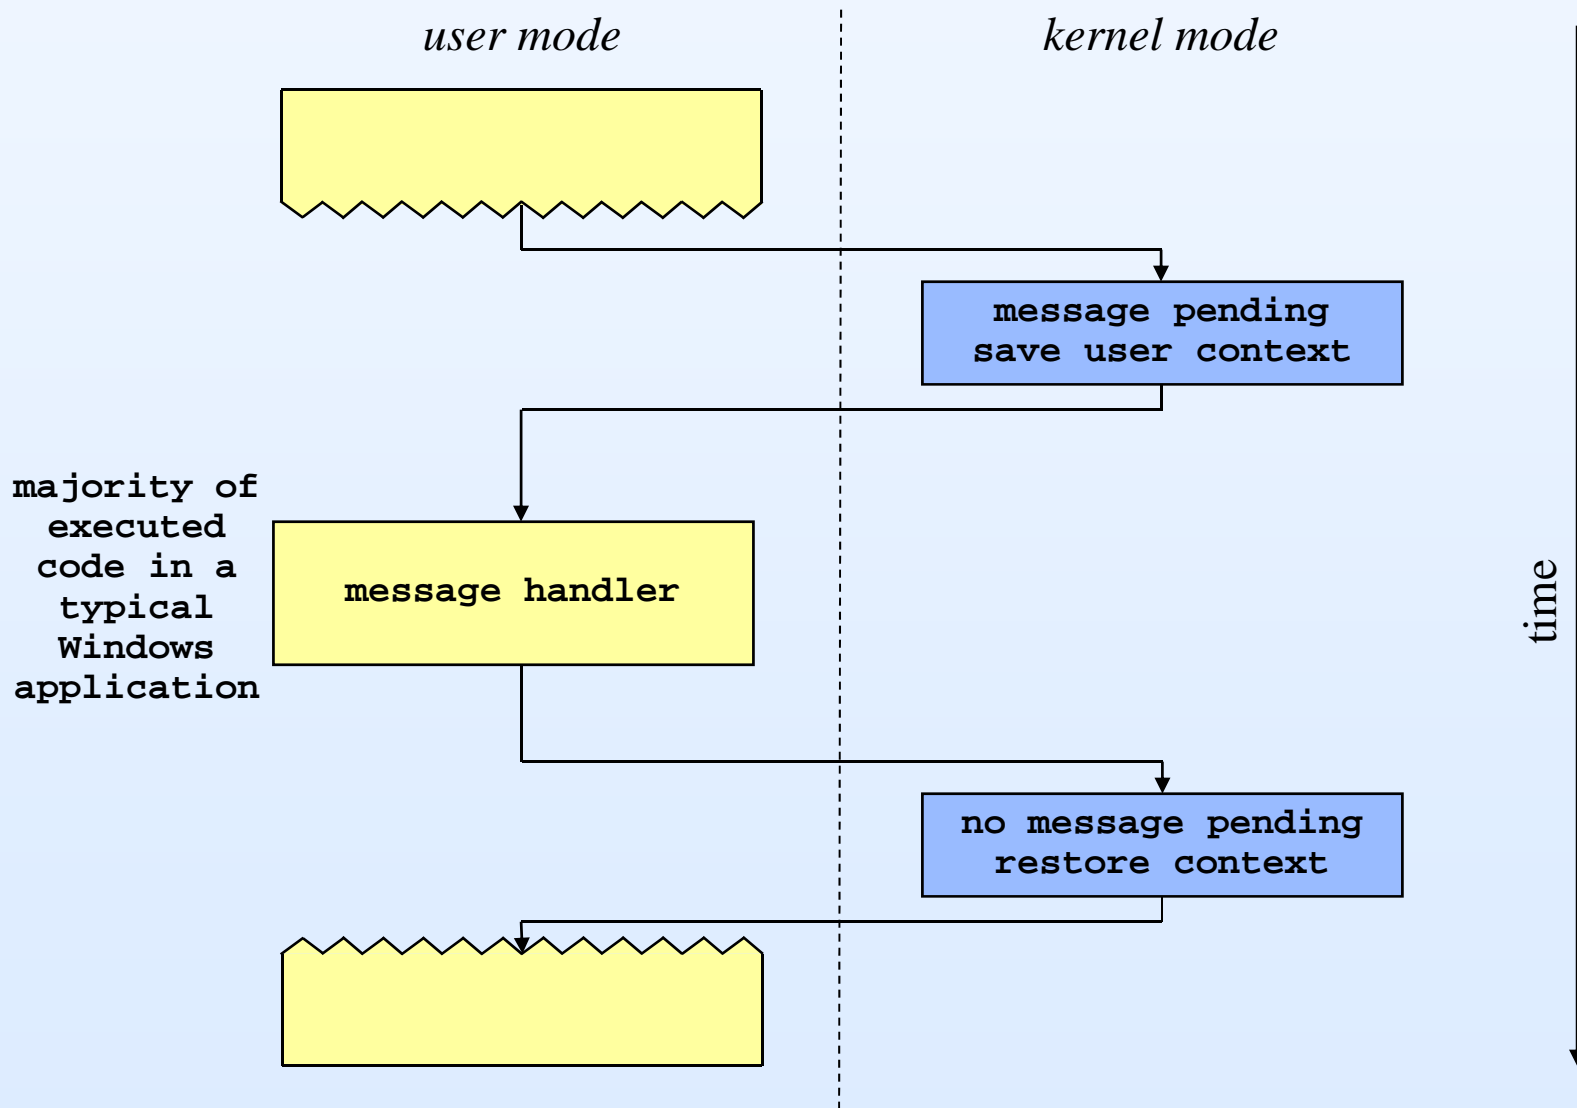 user mode
kernel mode
message pending
save user context
majority of
executed
code in a
typical
Windows
application
message handler
time
no message pending
restore context